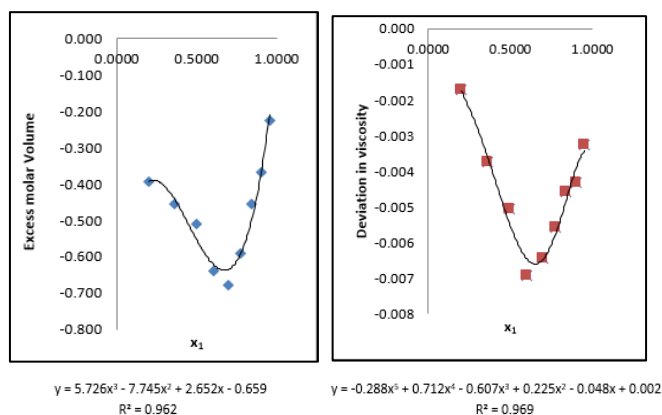 0.000
0.0000 0.5000 1.0000
-0.100
-0.200
-0.300
-0.400
-0.500
-0.600
-0.700
-0.800
Excess molar Volume
x₁
y = 5.726x³ - 7.745x² + 2.652x - 0.659
R² = 0.962
0.000
0.0000 0.5000 1.0000
-0.001
-0.002
-0.003
-0.004
-0.005
-0.006
-0.007
-0.008
Deviation in viscosity
x₁
y = -0.288x⁵ + 0.712x⁴ - 0.607x³ + 0.225x² - 0.048x + 0.002
R² = 0.969